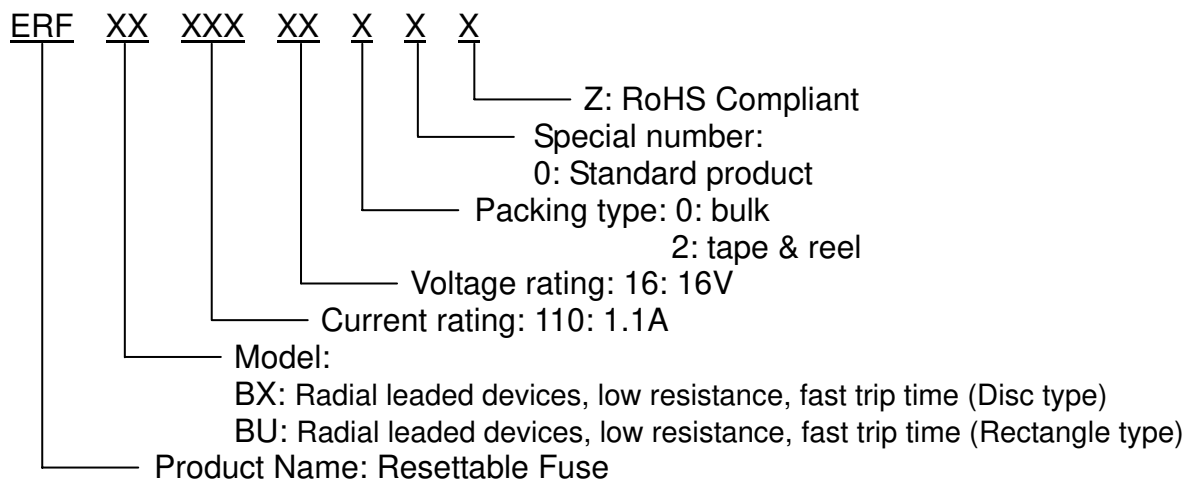 ERF XX XXX XX X X X
Z: RoHS Compliant
Special number:
0: Standard product
Packing type: 0: bulk
2: tape & reel
Voltage rating: 16: 16V
Current rating: 110: 1.1A
Model:
BX: Radial leaded devices, low resistance, fast trip time (Disc type)
BU: Radial leaded devices, low resistance, fast trip time (Rectangle type)
Product Name: Resettable Fuse